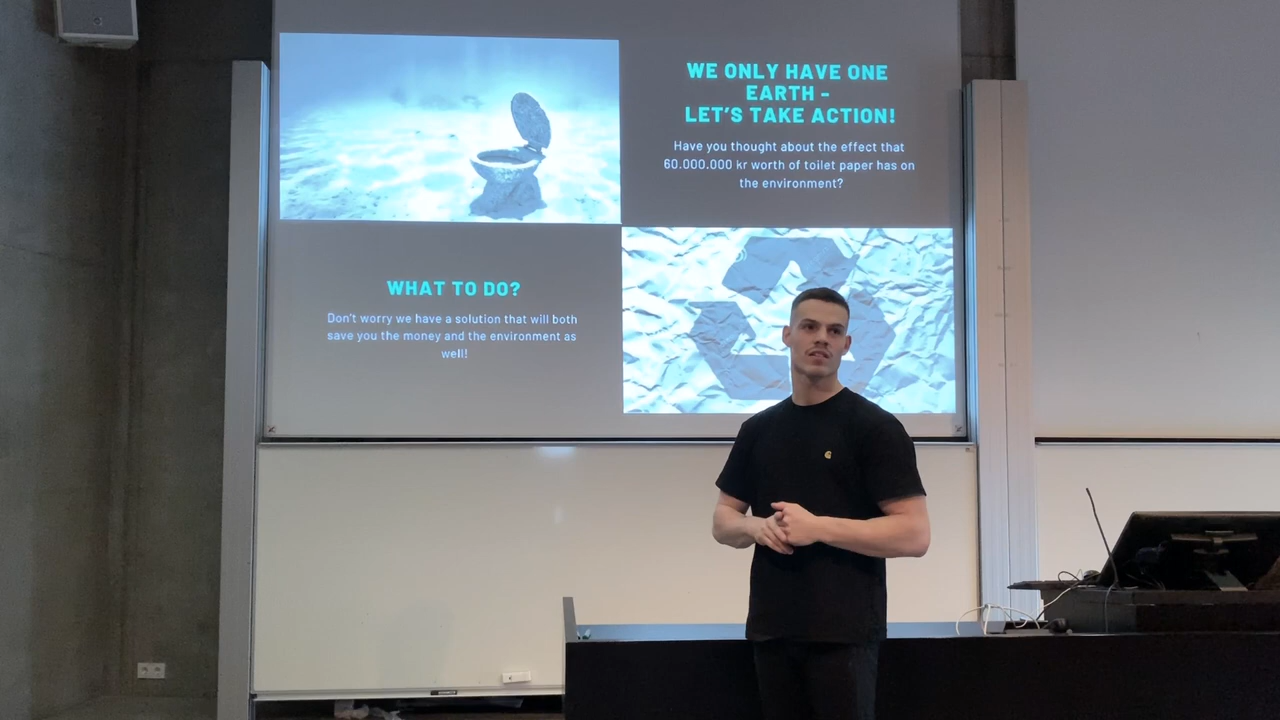 WE ONLY HAVE ONE
EARTH -
LET'S TAKE ACTION!
Have you thought about the effect that
60.000.000 kr worth of toilet paper has on
the environment?
WHAT TO DO?
Don't worry we have a solution that will both
save you the money and the environment as
well!